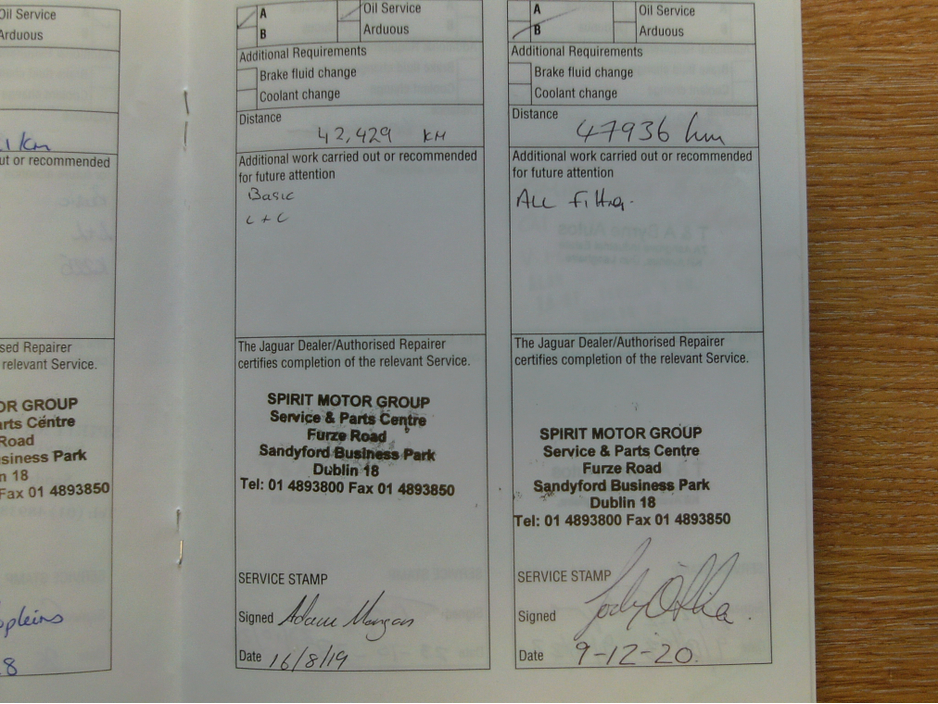 Oil Service
Arduous
km
out or recommended
sed Repairer
relevant Service.
OR GROUP
arts Centre
Road
siness Park
n 18
Fax 01 4893850
8
A
Oil Service
B
Arduous
Additional Requirements
Brake fluid change
Coolant change
Distance
42,429 KM
Additional work carried out or recommended
for future attention
Basic
C + C
The Jaguar Dealer/Authorised Repairer
certifies completion of the relevant Service.
SPIRIT MOTOR GROUP
Service & Parts Centre
Furze Road
Sandyford Business Park
Dublin 18
Tel: 01 4893800 Fax 01 4893850
SERVICE STAMP
Signed Adam Mangan
Date 16/8/19
A
Oil Service
B
Arduous
Additional Requirements
Brake fluid change
Coolant change
Distance
47936 km
Additional work carried out or recommended
for future attention
ALL
The Jaguar Dealer/Authorised Repairer
certifies completion of the relevant Service.
SPIRIT MOTOR GROUP
Service & Parts Centre
Furze Road
Sandyford Business Park
Dublin 18
Tel: 01 4893800 Fax 01 4893850
SERVICE STAMP
Signed
Date 9-12-20.